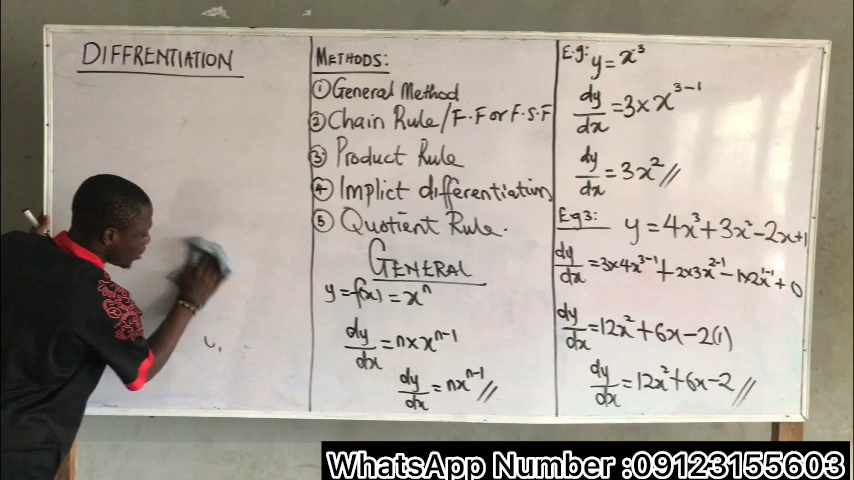 DIFFRENTIATION
METHODS:
① General Method
② Chain Rule/F.F or F.S.F
③ Product Rule
④ Implict differentiation
⑤ Quotient Rule.
GENERAL
y = f(x) = xⁿ
dy/dx = n × xⁿ⁻¹
dy/dx = nxⁿ⁻¹//
E.g: y = x³
dy/dx = 3 × x³⁻¹
dy/dx = 3x²//
Eg3: y = 4x³ + 3x² - 2x + 1
dy/dx = 3×4x³⁻¹ + 2×3x²⁻¹ - 1×2x¹⁻¹ + 0
dy/dx = 12x² + 6x - 2(1)
dy/dx = 12x² + 6x - 2//
WhatsApp Number :09123155603